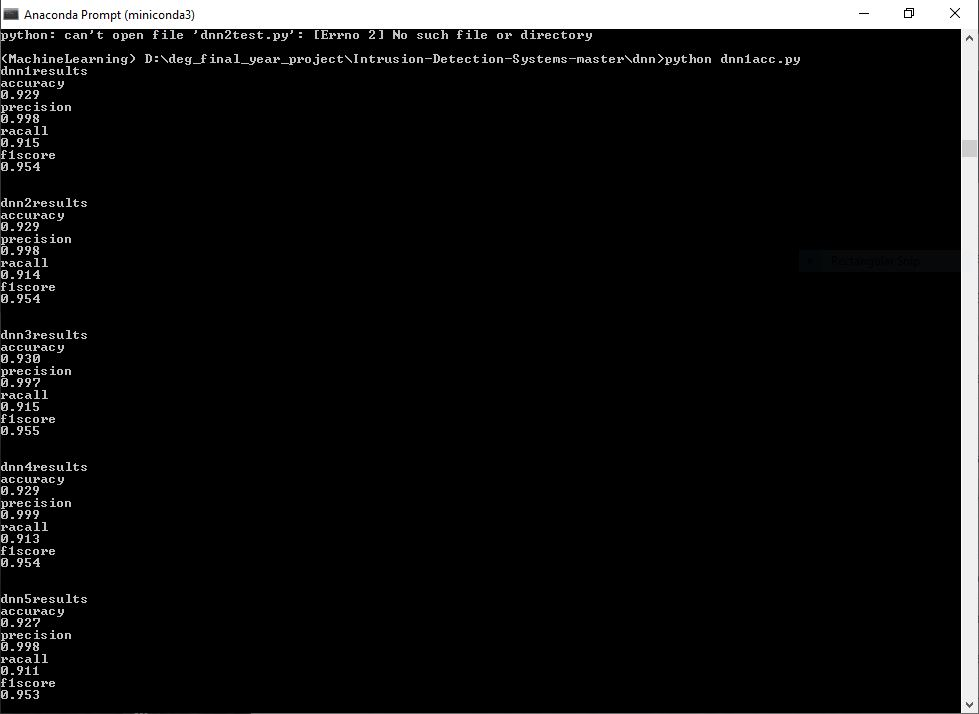 Anaconda Prompt (miniconda3)
python: can't open file 'dnn2test.py': [Errno 2] No such file or directory
(MachineLearning) D:\deg_final_year_project\Intrusion-Detection-Systems-master\dnn>python dnn1acc.py
dnn1results
accuracy
0.929
precision
0.998
racall
0.915
f1score
0.954
dnn2results
accuracy
0.929
precision
0.998
racall
0.914
f1score
0.954
Rectangular Snip
dnn3results
accuracy
0.930
precision
0.997
racall
0.915
f1score
0.955
dnn4results
accuracy
0.929
precision
0.999
racall
0.913
f1score
0.954
dnn5results
accuracy
0.927
precision
0.998
racall
0.911
f1score
0.953